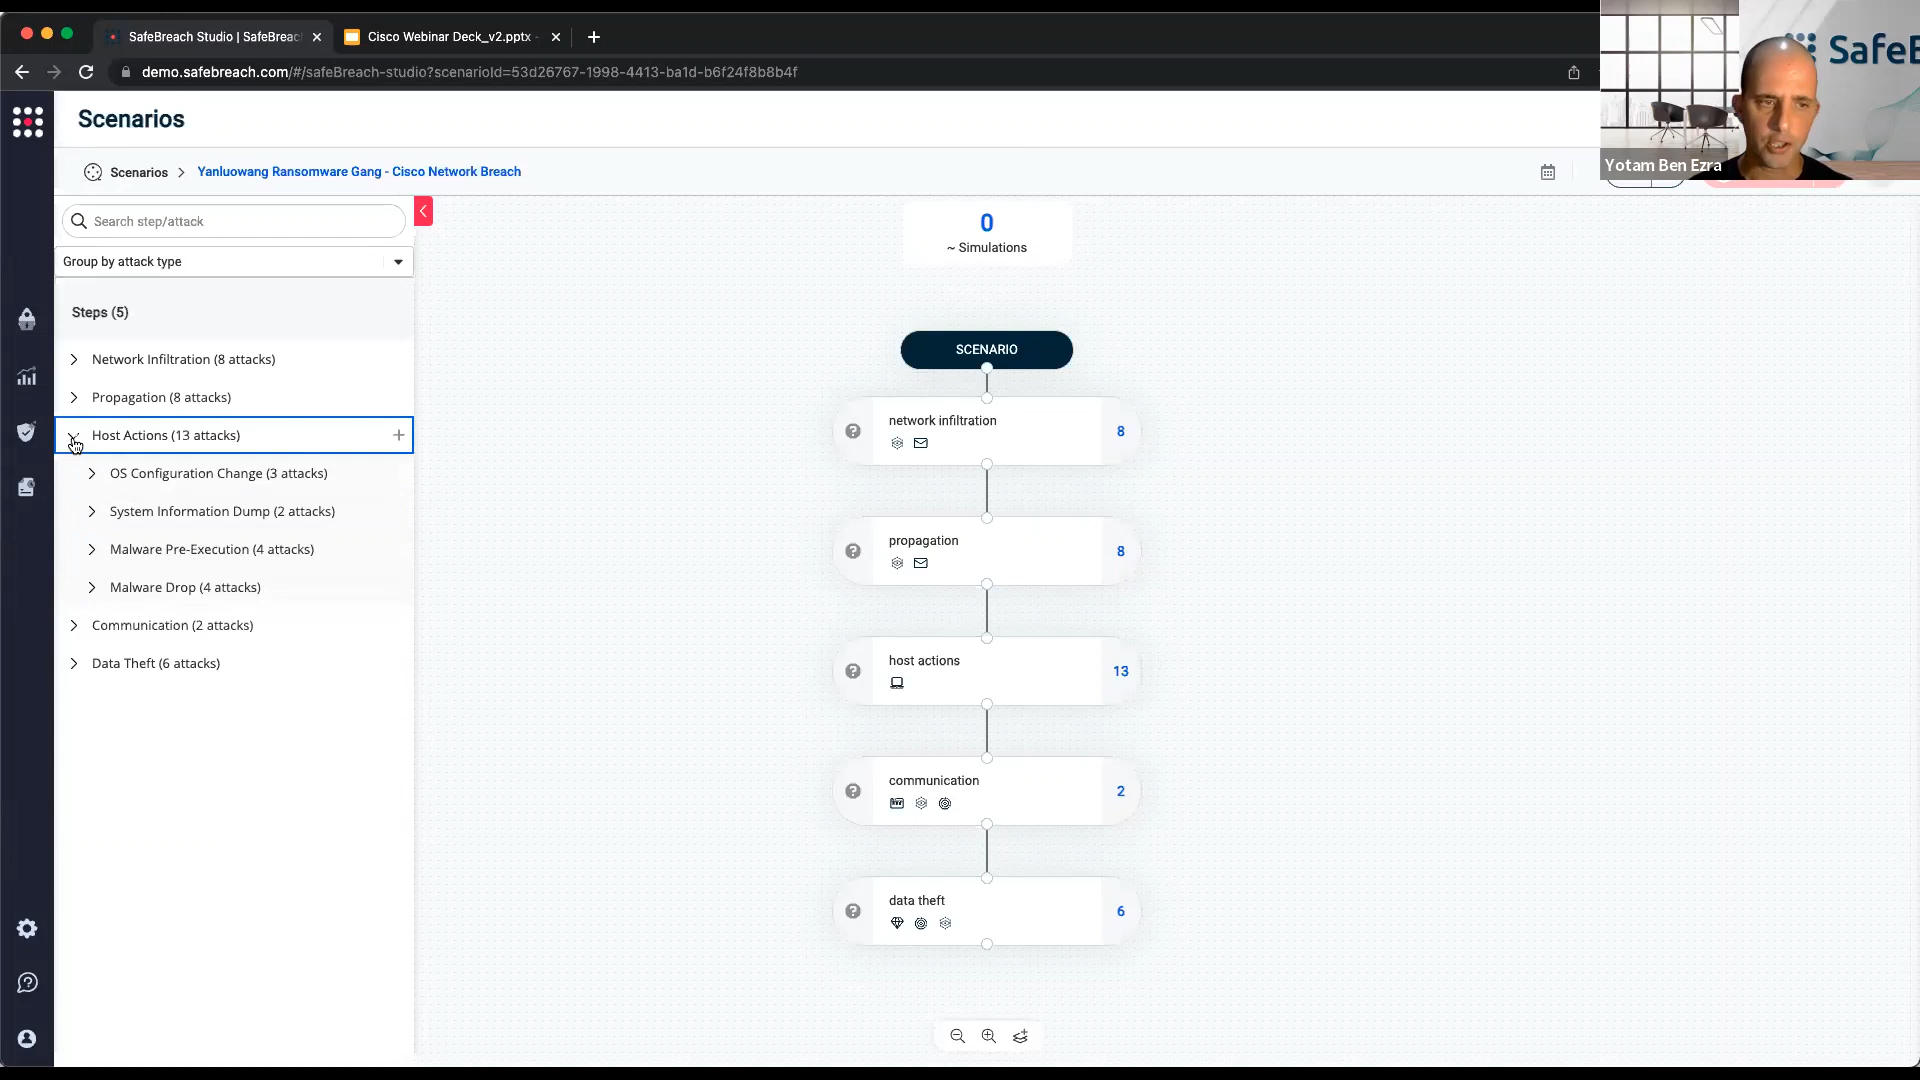 SafeBreach Studio | SafeBreac
Cisco Webinar Deck_v2.pptx -
demo.safebreach.com/#/safeBreach-studio?scenarioId=53d26767-1998-4413-ba1d-b6f24f8b8b4f
Scenarios
Scenarios > Yanluowang Ransomware Gang - Cisco Network Breach
SafeB
Yotam Ben Ezra
Search step/attack
Group by attack type
Steps (5)
Network Infiltration (8 attacks)
Propagation (8 attacks)
Host Actions (13 attacks)
OS Configuration Change (3 attacks)
System Information Dump (2 attacks)
Malware Pre-Execution (4 attacks)
Malware Drop (4 attacks)
Communication (2 attacks)
Data Theft (6 attacks)
0
~ Simulations
SCENARIO
network infiltration
8
propagation
8
host actions
13
communication
2
data theft
6